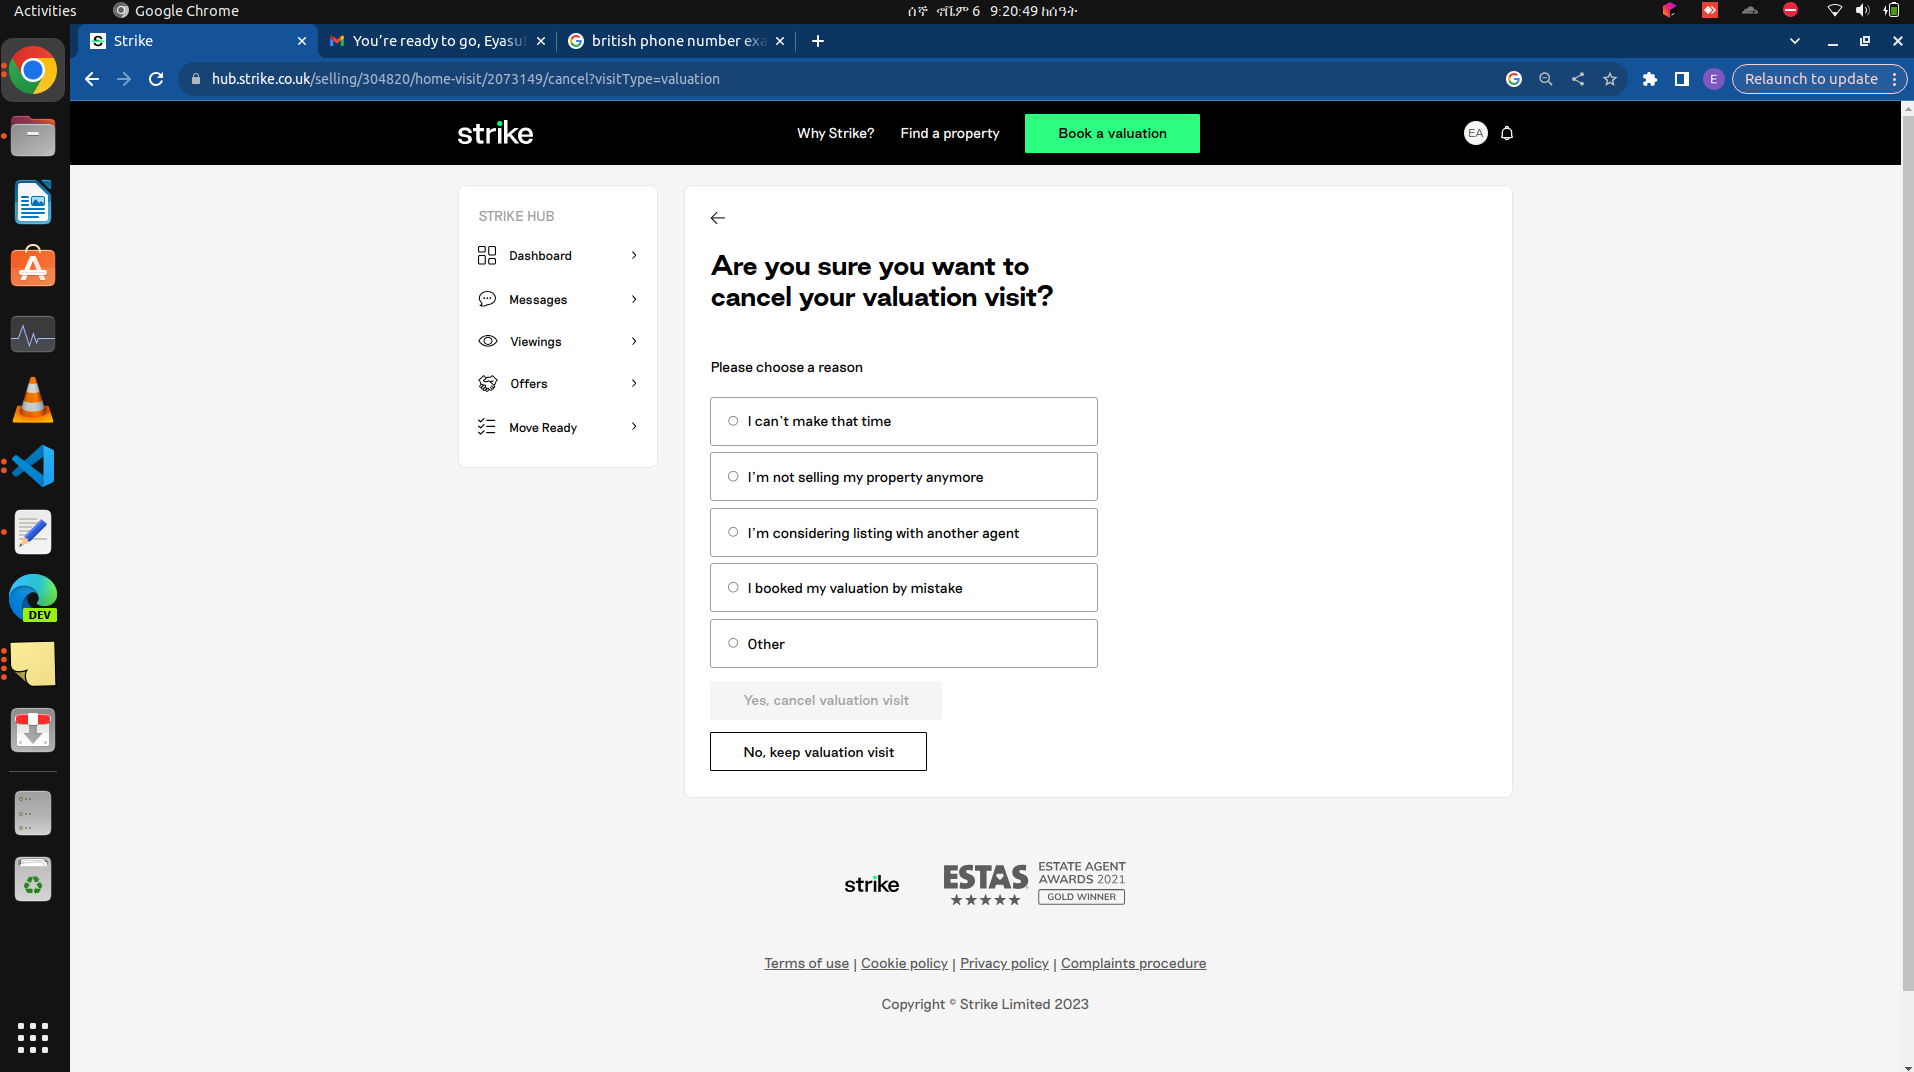 Activities
Google Chrome
ሰኞ ኖቬም 6 9:20:49 ከሰዓት
Strike
You're ready to go, Eyasu!
british phone number exa
hub.strike.co.uk/selling/304820/home-visit/2073149/cancel?visitType=valuation
E
Relaunch to update
strike
Why Strike?
Find a property
Book a valuation
EA
STRIKE HUB
Dashboard
Messages
Viewings
Offers
Move Ready
Are you sure you want to
cancel your valuation visit?
Please choose a reason
I can't make that time
I'm not selling my property anymore
I'm considering listing with another agent
I booked my valuation by mistake
Other
Yes, cancel valuation visit
No, keep valuation visit
DEV
strike
ESTAS
ESTATE AGENT
AWARDS 2021
GOLD WINNER
Terms of use | Cookie policy | Privacy policy | Complaints procedure
Copyright © Strike Limited 2023